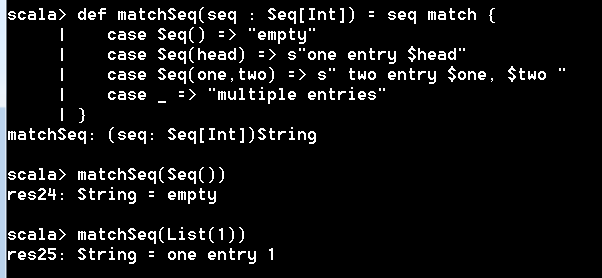 scala> def matchSeq(seq : Seq[Int]) = seq match {
     |    case Seq() => "empty"
     |    case Seq(head) => s"one entry $head"
     |    case Seq(one,two) => s" two entry $one, $two "
     |    case _ => "multiple entries"
     | }
matchSeq: (seq: Seq[Int])String
scala> matchSeq(Seq())
res24: String = empty
scala> matchSeq(List(1))
res25: String = one entry 1